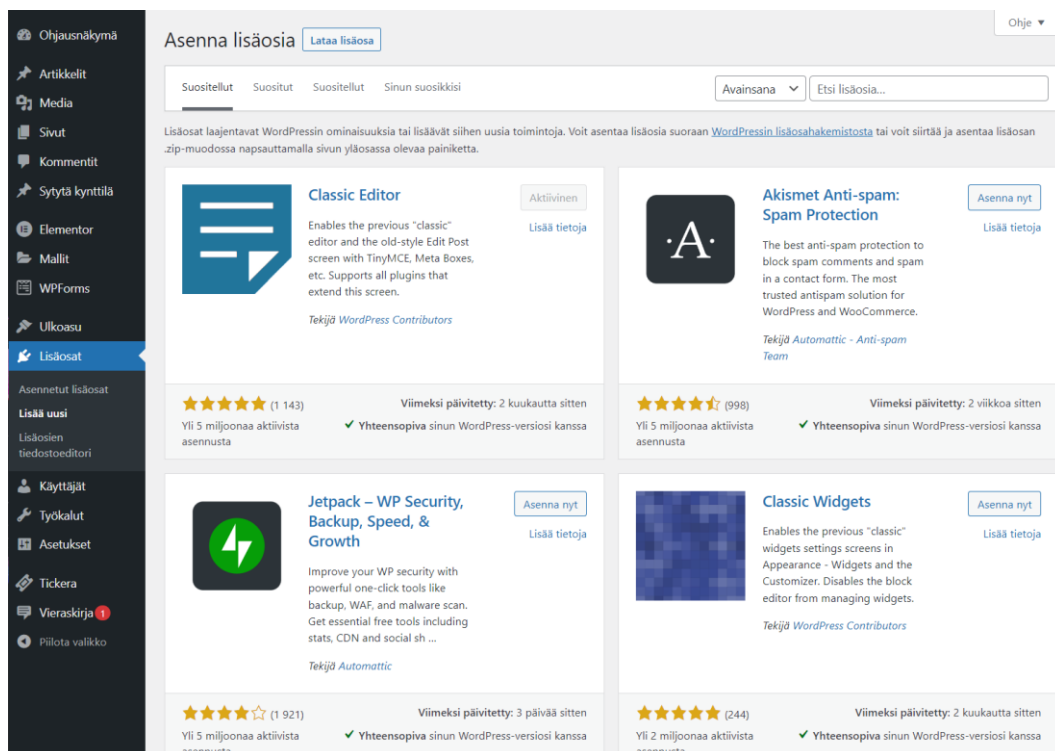 Ohje ▼
Ohjausnäkymä
Artikkelit
Media
Sivut
Kommentit
Sytytä kynttilä
Elementor
Mallit
WPForms
Ulkoasu
Lisäosat
Asennetut lisäosat
Lisää uusi
Lisäosien
tiedostoeditori
Käyttäjät
Työkalut
Asetukset
Tickera
Vieraskirja 1
Piilota valikko
Asenna lisäosia
Lataa lisäosa
Suositellut Suositut Suositellut Sinun suosikkisi
Avainsana
Etsi lisäosia...
Lisäosat laajentavat WordPressin ominaisuuksia tai lisäävät siihen uusia toimintoja. Voit asentaa lisäosia suoraan WordPressin lisäosahakemistosta tai voit siirtää ja asentaa lisäosan
.zip-muodossa napsauttamalla sivun yläosassa olevaa painiketta.
Classic Editor
Aktiivinen
Lisää tietoja
Enables the previous "classic"
editor and the old-style Edit Post
screen with TinyMCE, Meta Boxes,
etc. Supports all plugins that
extend this screen.
Tekijä WordPress Contributors
(1 143)
Yli 5 miljoonaa aktiivista
asennusta
Viimeksi päivitetty: 2 kuukautta sitten
✔ Yhteensopiva sinun WordPress-versiosi kanssa
·A·
Akismet Anti-spam:
Spam Protection
Asenna nyt
Lisää tietoja
The best anti-spam protection to
block spam comments and spam
in a contact form. The most
trusted antispam solution for
WordPress and WooCommerce.
Tekijä Automattic - Anti-spam
Team
(998)
Yli 5 miljoonaa aktiivista
asennusta
Viimeksi päivitetty: 2 viikkoa sitten
✔ Yhteensopiva sinun WordPress-versiosi kanssa
Jetpack – WP Security,
Backup, Speed, &
Growth
Asenna nyt
Lisää tietoja
Improve your WP security with
powerful one-click tools like
backup, WAF, and malware scan.
Get essential free tools including
stats, CDN and social sh ...
Tekijä Automattic
(1 921)
Yli 5 miljoonaa aktiivista
asennusta
Viimeksi päivitetty: 3 päivää sitten
✔ Yhteensopiva sinun WordPress-versiosi kanssa
Classic Widgets
Asenna nyt
Lisää tietoja
Enables the previous "classic"
widgets settings screens in
Appearance - Widgets and the
Customizer. Disables the block
editor from managing widgets.
Tekijä WordPress Contributors
(244)
Yli 2 miljoonaa aktiivista
asennusta
Viimeksi päivitetty: 2 kuukautta sitten
✔ Yhteensopiva sinun WordPress-versiosi kanssa